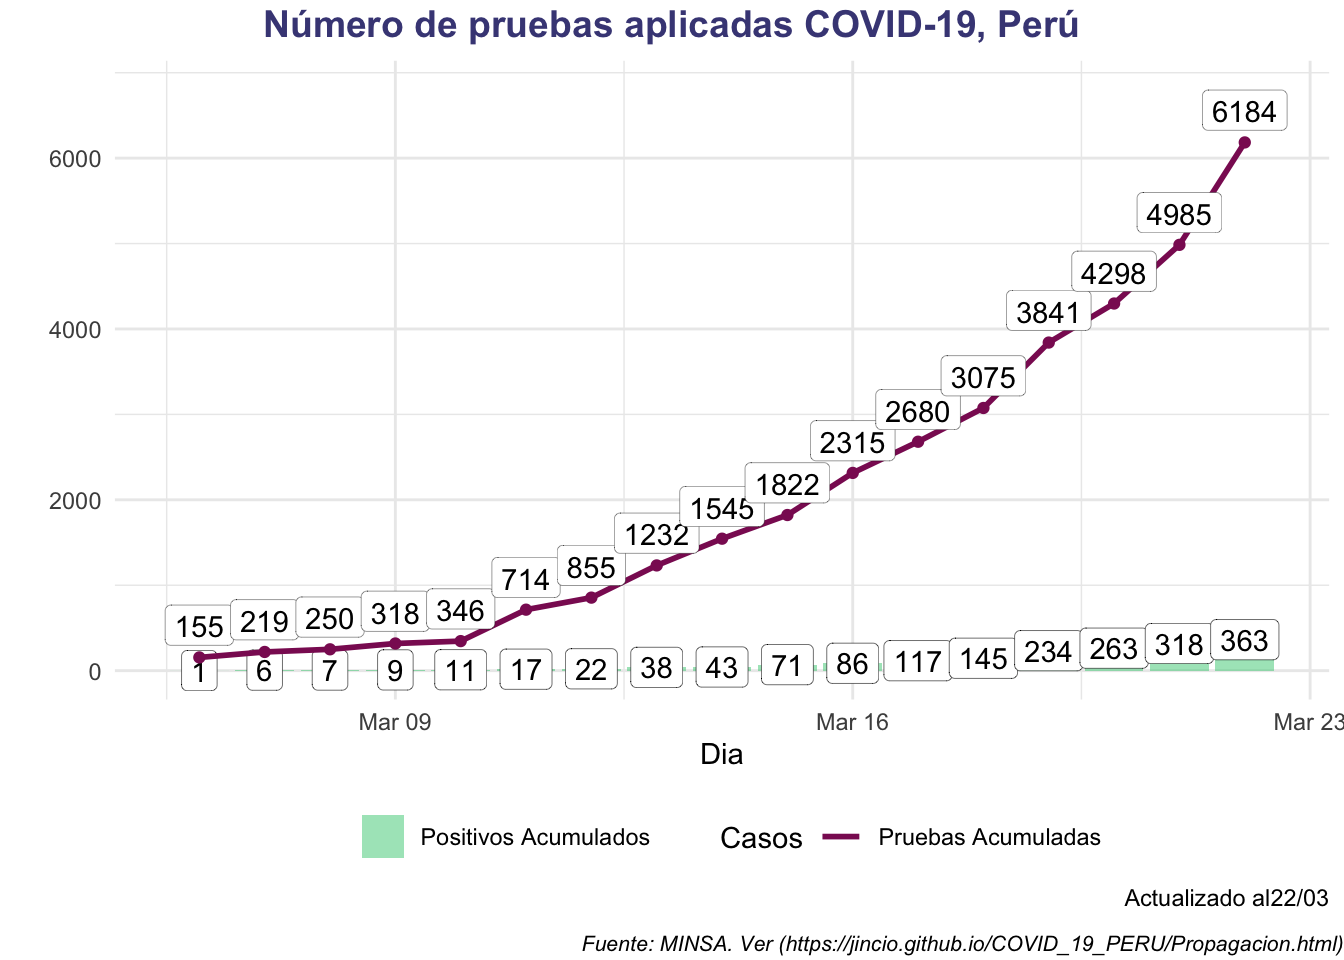 Número de pruebas aplicadas COVID-19, Perú
6000
4000
2000
0
155 219 250 318 346 714 855 1232 1545 1822 2315 2680 3075 3841 4298 4985 6184
1 6 7 9 11 17 22 38 43 71 86 117 145 234 263 318 363
Mar 09 Mar 16 Mar 23
Dia
Positivos Acumulados Casos Pruebas Acumuladas
Actualizado al22/03
Fuente: MINSA. Ver (https://jincio.github.io/COVID_19_PERU/Propagacion.html)